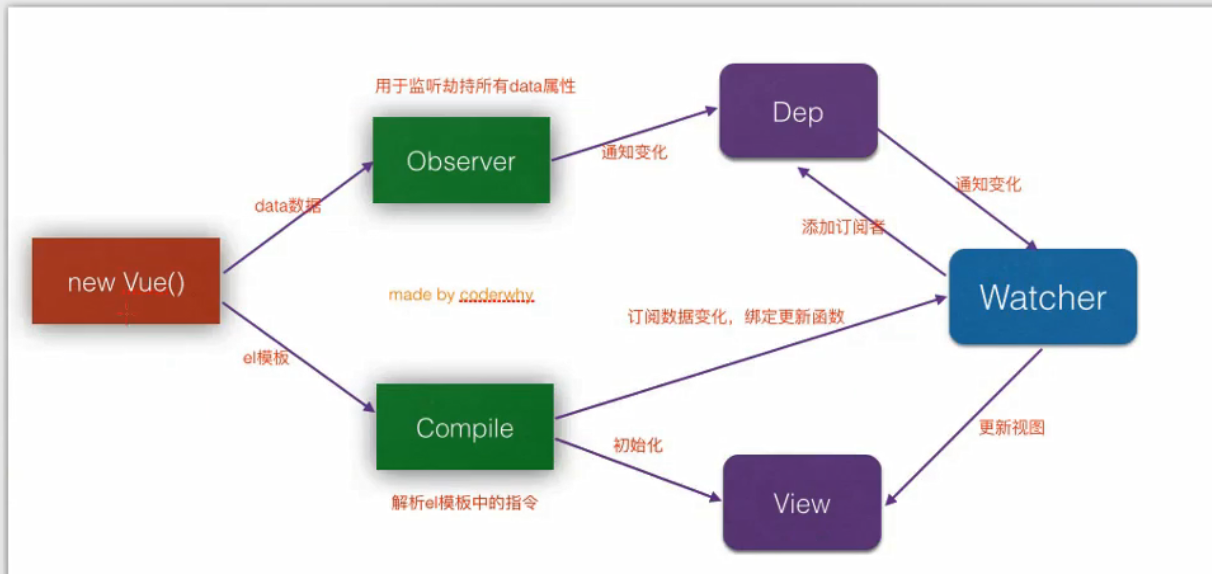 用于监听劫持所有data属性
Dep
Observer
通知变化
通知变化
data数据
添加订阅者
new Vue()
made by coderwhy
Watcher
订阅数据变化，绑定更新函数
el模板
Compile
初始化
更新视图
解析el模板中的指令
View